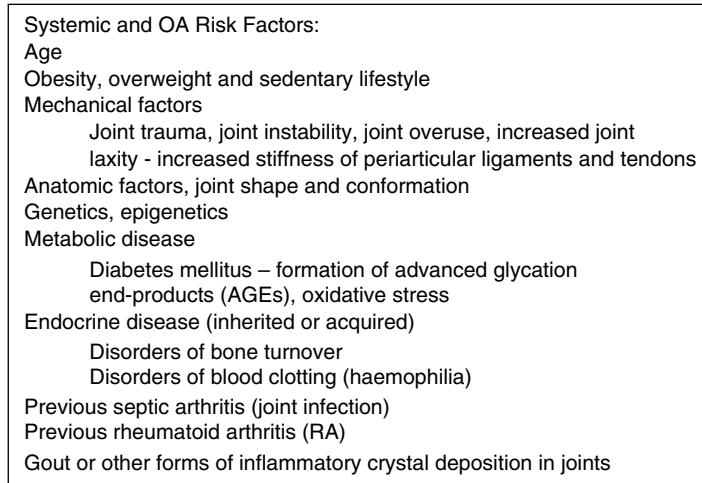 Systemic and OA Risk Factors:
Age
Obesity, overweight and sedentary lifestyle
Mechanical factors
Joint trauma, joint instability, joint overuse, increased joint
laxity - increased stiffness of periarticular ligaments and tendons
Anatomic factors, joint shape and conformation
Genetics, epigenetics
Metabolic disease
Diabetes mellitus – formation of advanced glycation
end-products (AGEs), oxidative stress
Endocrine disease (inherited or acquired)
Disorders of bone turnover
Disorders of blood clotting (haemophilia)
Previous septic arthritis (joint infection)
Previous rheumatoid arthritis (RA)
Gout or other forms of inflammatory crystal deposition in joints